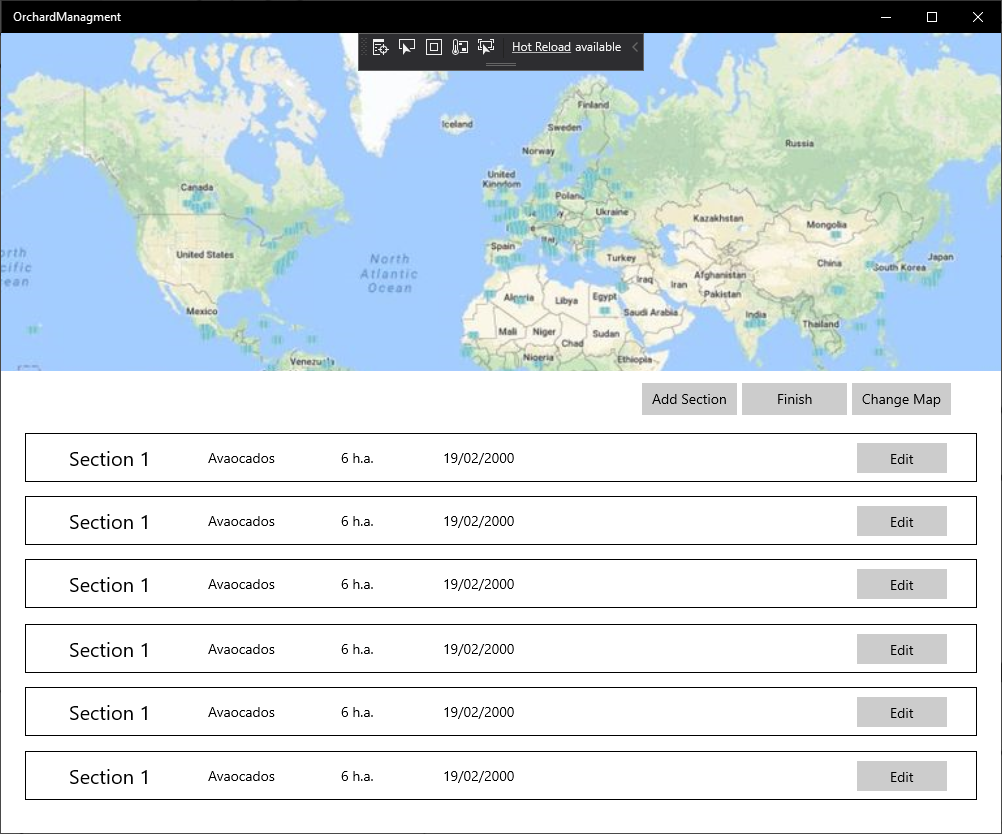 OrchardManagment
Hot Reload available
Finland
Iceland
Sweden
Russia
Norway
United
Kingdom
Canada
Poland
Ukraine
Kazakhstan
Mongolia
Spain
United States
North
Atlantic
Ocean
Turkey
China
Japan
South Korea
Iraq
Iran
Afghanistan
Pakistan
Algeria
Libya
Egypt
Saudi Arabia
Mexico
India
Thailand
Mali
Niger
Sudan
Chad
Nigeria
Ethiopia
Venezuela
Add Section
Finish
Change Map
Section 1 Avaocados 6 h.a. 19/02/2000 Edit
Section 1 Avaocados 6 h.a. 19/02/2000 Edit
Section 1 Avaocados 6 h.a. 19/02/2000 Edit
Section 1 Avaocados 6 h.a. 19/02/2000 Edit
Section 1 Avaocados 6 h.a. 19/02/2000 Edit
Section 1 Avaocados 6 h.a. 19/02/2000 Edit